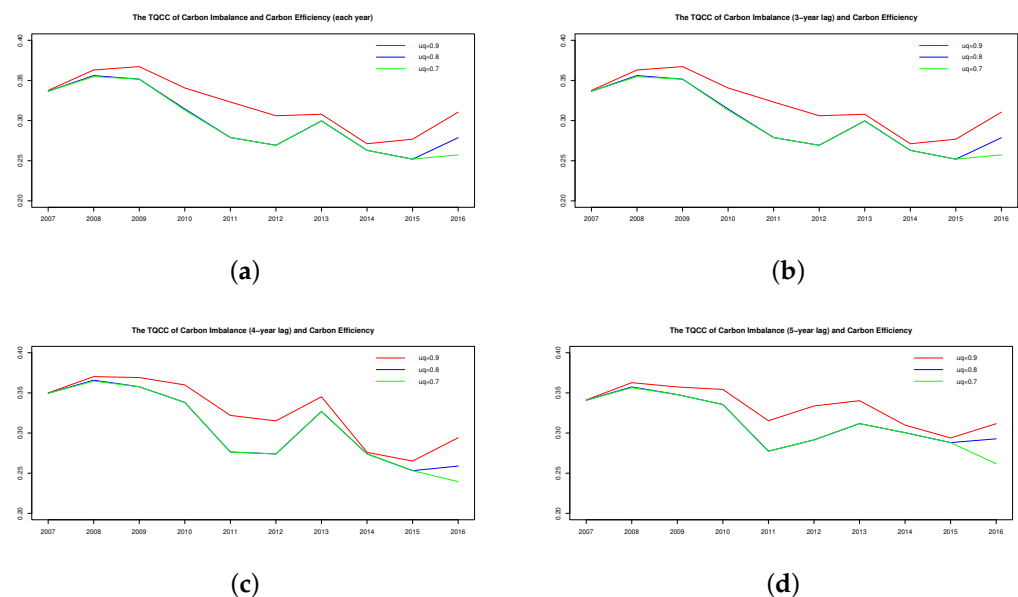 The TQCC of Carbon Imbalance and Carbon Efficiency (each year)
0.40
0.35
0.30
0.25
0.20
uq=0.9
uq=0.8
uq=0.7
2007 2008 2009 2010 2011 2012 2013 2014 2015 2016
(a)
The TQCC of Carbon Imbalance (3−year lag) and Carbon Efficiency
0.40
0.35
0.30
0.25
0.20
uq=0.9
uq=0.8
uq=0.7
2007 2008 2009 2010 2011 2012 2013 2014 2015 2016
(b)
The TQCC of Carbon Imbalance (4−year lag) and Carbon Efficiency
0.40
0.35
0.30
0.25
0.20
uq=0.9
uq=0.8
uq=0.7
2007 2008 2009 2010 2011 2012 2013 2014 2015 2016
(c)
The TQCC of Carbon Imbalance (5−year lag) and Carbon Efficiency
0.40
0.35
0.30
0.25
0.20
uq=0.9
uq=0.8
uq=0.7
2007 2008 2009 2010 2011 2012 2013 2014 2015 2016
(d)